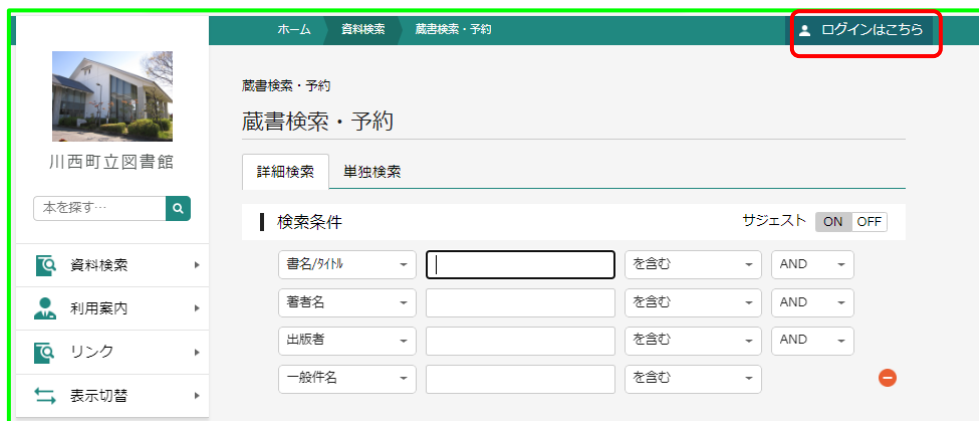 ホーム 資料検索 蔵書検索・予約 ログインはこちら
川西町立図書館
本を探す…
資料検索
利用案内
リンク
表示切替
蔵書検索・予約
蔵書検索・予約
詳細検索 単独検索
検索条件 サジェスト ON OFF
書名/ﾀｲﾄﾙ を含む AND
著者名 を含む AND
出版者 を含む AND
一般件名 を含む